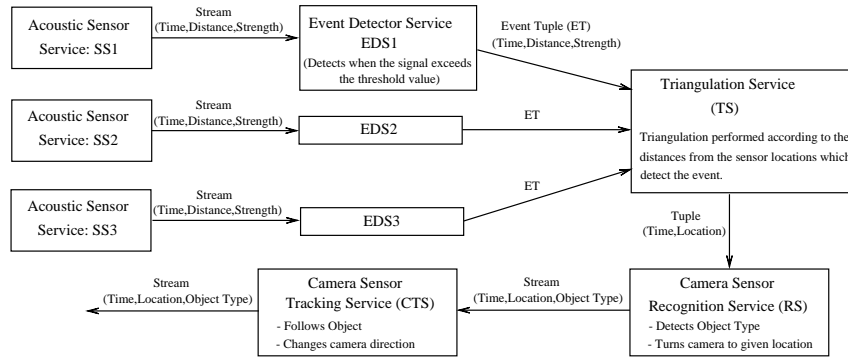 Acoustic Sensor
Service: SS1
Stream
(Time,Distance,Strength)
Event Detector Service
EDS1
(Detects when the signal exceeds
the threshold value)
Event Tuple (ET)
(Time,Distance,Strength)
Acoustic Sensor
Service: SS2
Stream
(Time,Distance,Strength)
EDS2
ET
Triangulation Service
(TS)
Triangulation performed according to the
distances from the sensor locations which
detect the event.
Acoustic Sensor
Service: SS3
Stream
(Time,Distance,Strength)
EDS3
ET
Tuple
(Time,Location)
Camera Sensor
Recognition Service (RS)
- Detects Object Type
- Turns camera to given location
Stream
(Time,Location,Object Type)
Camera Sensor
Tracking Service (CTS)
- Follows Object
- Changes camera direction
Stream
(Time,Location,Object Type)